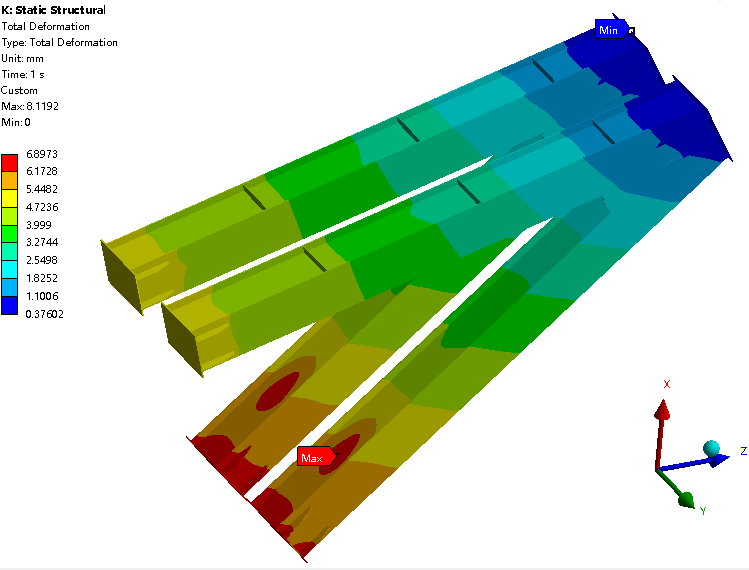 K: Static Structural
Total Deformation
Type: Total Deformation
Unit: mm
Time: 1 s
Custom
Max: 8.1192
Min: 0
6.8973
6.1728
5.4482
4.7236
3.999
3.2744
2.5498
1.8252
1.1006
0.37602
Min
Max
X
Z
Y